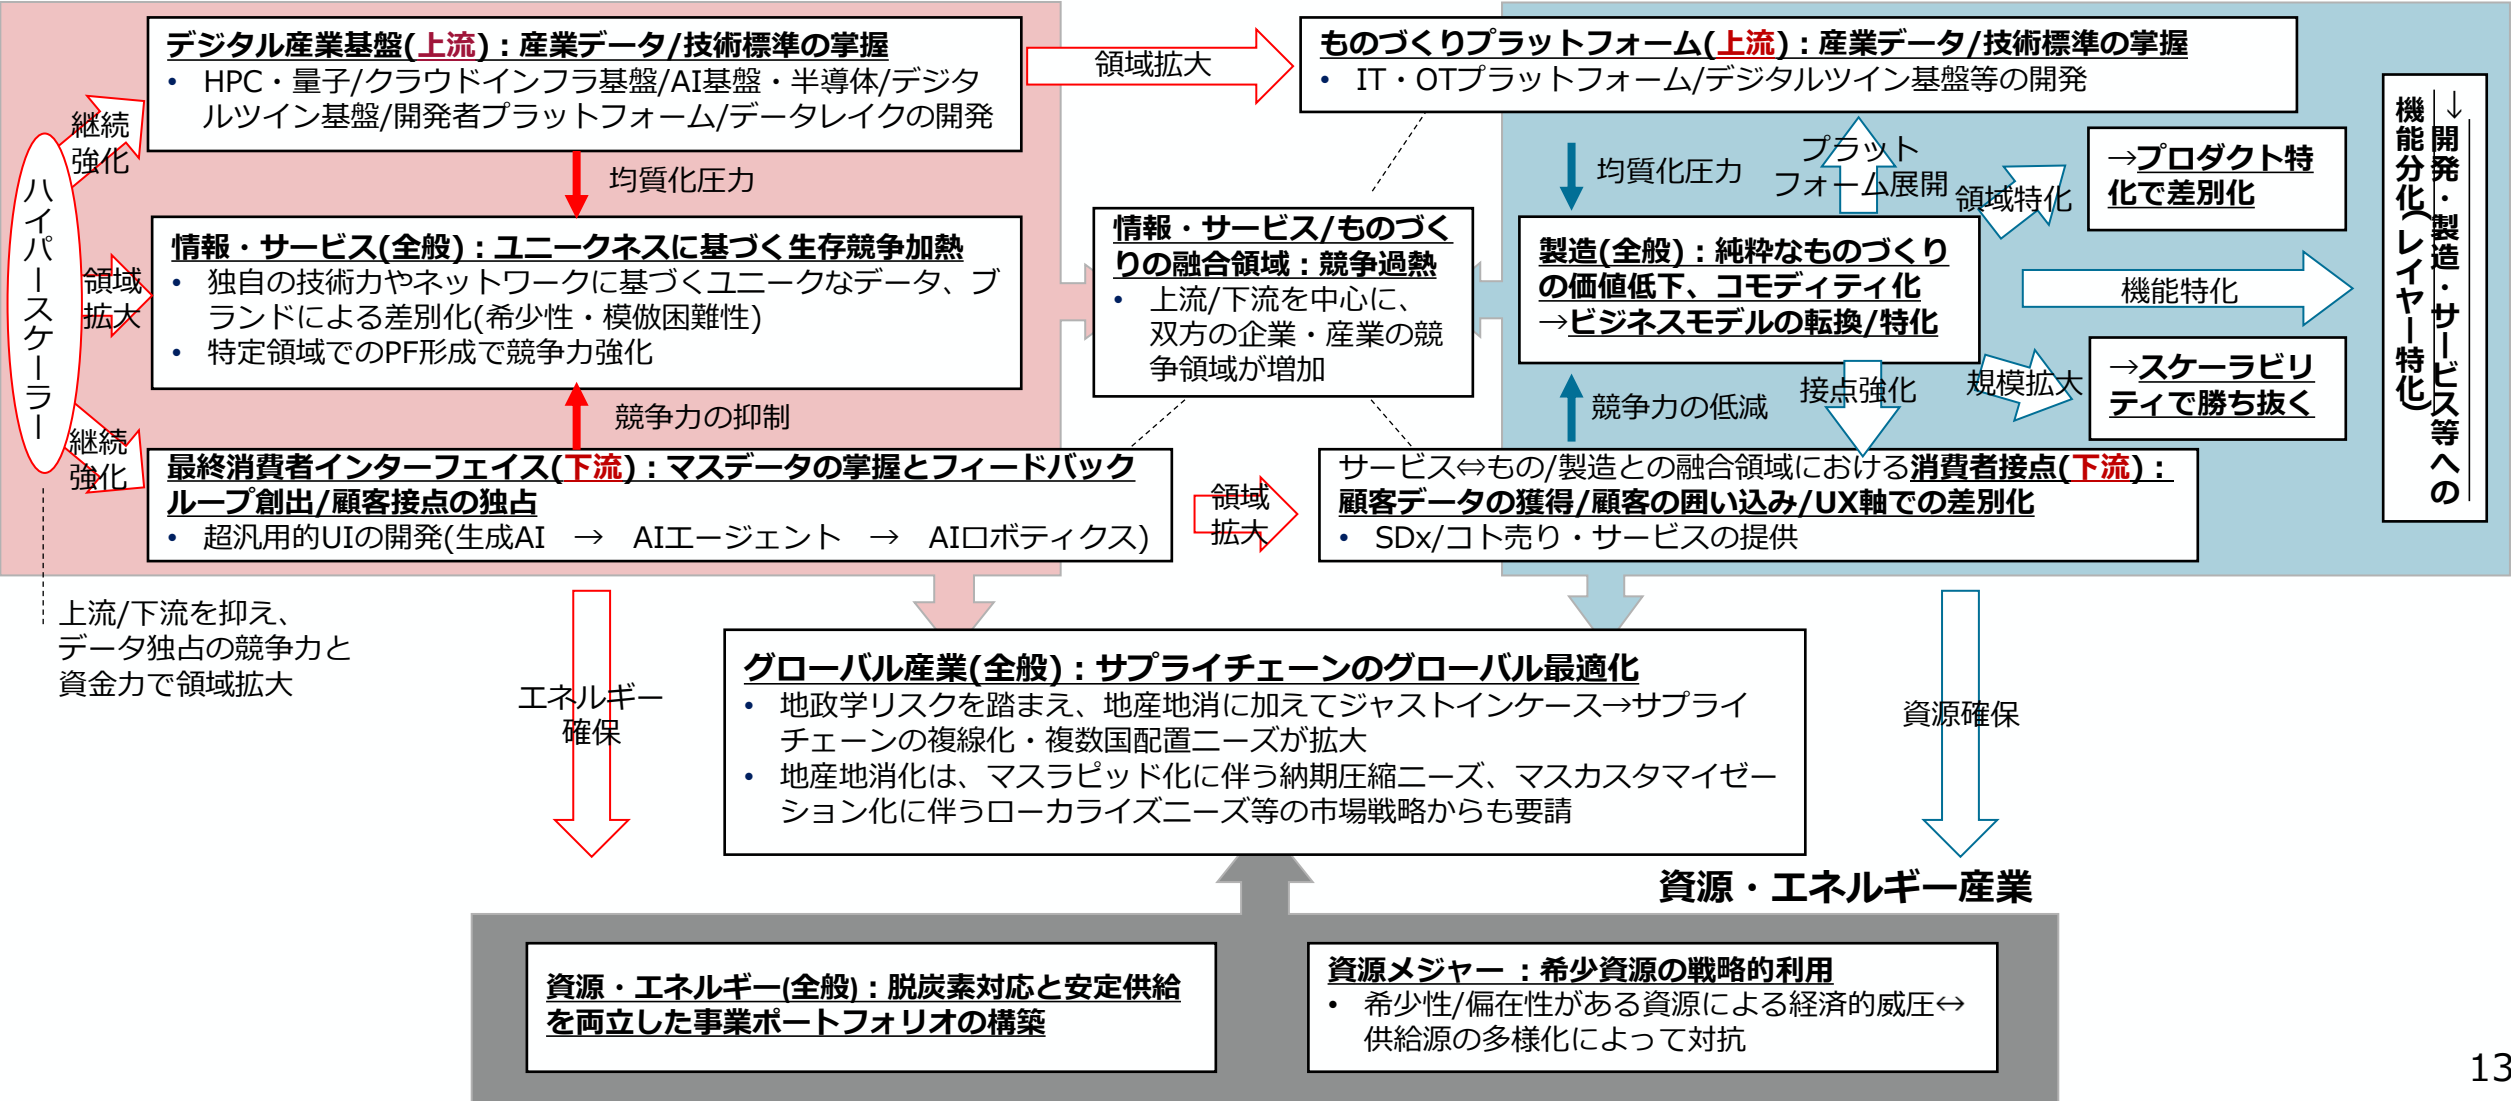 デジタル産業基盤(上流)：産業データ/技術標準の掌握
• HPC・量子/クラウドインフラ基盤/AI基盤・半導体/デジタ
ルツイン基盤/開発者プラットフォーム/データレイクの開発
領域拡大
ものづくりプラットフォーム(上流)：産業データ/技術標準の掌握
• IT・OTプラットフォーム/デジタルツイン基盤等の開発
継続
強化
ハイパースケーラー
領域
拡大
継続
強化
均質化圧力
情報・サービス(全般)：ユニークネスに基づく生存競争加熱
• 独自の技術力やネットワークに基づくユニークなデータ、ブ
ランドによる差別化(希少性・模倣困難性)
• 特定領域でのPF形成で競争力強化
競争力の抑制
最終消費者インターフェイス(下流)：マスデータの掌握とフィードバック
ループ創出/顧客接点の独占
• 超汎用的UIの開発(生成AI → AIエージェント → AIロボティクス)
情報・サービス/ものづく
りの融合領域：競争過熱
• 上流/下流を中心に、
双方の企業・産業の競
争領域が増加
領域
拡大
均質化圧力
プラット
フォーム展開
領域特化
→プロダクト特
化で差別化
製造(全般)：純粋なものづくり
の価値低下、コモディティ化
→ビジネスモデルの転換/特化
機能特化
競争力の低減
接点強化
規模拡大
→スケーラビリ
ティで勝ち抜く
→開発・製造・サービス等への
機能分化(レイヤー特化)
サービス⇔もの/製造との融合領域における消費者接点(下流)：
顧客データの獲得/顧客の囲い込み/UX軸での差別化
• SDx/コト売り・サービスの提供
上流/下流を抑え、
データ独占の競争力と
資金力で領域拡大
エネルギー
確保
グローバル産業(全般)：サプライチェーンのグローバル最適化
• 地政学リスクを踏まえ、地産地消に加えてジャストインケース→サプライ
チェーンの複線化・複数国配置ニーズが拡大
• 地産地消化は、マスラピッド化に伴う納期圧縮ニーズ、マスカスタマイゼー
ション化に伴うローカライズニーズ等の市場戦略からも要請
資源確保
資源・エネルギー産業
資源・エネルギー(全般)：脱炭素対応と安定供給
を両立した事業ポートフォリオの構築
資源メジャー ：希少資源の戦略的利用
• 希少性/偏在性がある資源による経済的威圧↔
供給源の多様化によって対抗
13